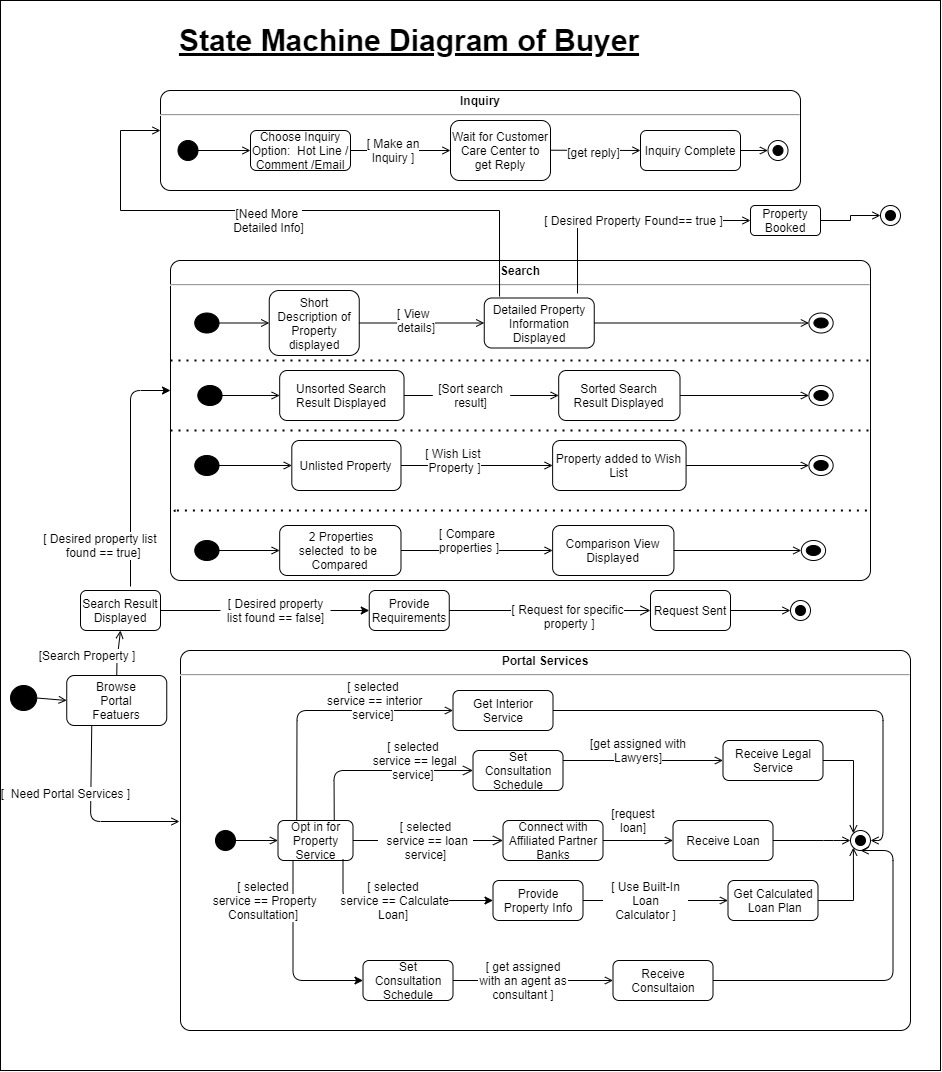 State Machine Diagram of Buyer
Inquiry
Choose Inquiry
Option:  Hot Line /
Comment /Email
[ Make an
Inquiry ]
Wait for Customer
Care Center to
get Reply
[get reply]
Inquiry Complete
[Need More
Detailed Info]
[ Desired Property Found== true ]
Property
Booked
Search
Short
Description of
Property
displayed
[ View
details]
Detailed Property
Information
Displayed
Unsorted Search
Result Displayed
[Sort search
result]
Sorted Search
Result Displayed
Unlisted Property
[ Wish List
Property ]
Property added to Wish
List
2 Properties
selected  to be
Compared
[ Compare
properties ]
Comparison View
Displayed
[ Desired property list
found == true]
Search Result
Displayed
[ Desired property
list found == false]
Provide
Requirements
[ Request for specific
property ]
Request Sent
[Search Property ]
Browse
Portal
Featuers
[  Need Portal Services ]
Portal Services
[ selected
service == interior
service]
Get Interior
Service
[ selected
service == legal
service]
Set
Consultation
Schedule
[get assigned with
Lawyers]
Receive Legal
Service
Opt in for
Property
Service
[ selected
service == loan
service]
Connect with
Affiliated Partner
Banks
[request
loan]
Receive Loan
[ selected
service == Property
Consultation]
[ selected
service == Calculate
Loan]
Provide
Property Info
[ Use Built-In
Loan
Calculator ]
Get Calculated
Loan Plan
Set
Consultation
Schedule
[ get assigned
with an agent as
consultant ]
Receive
Consultaion